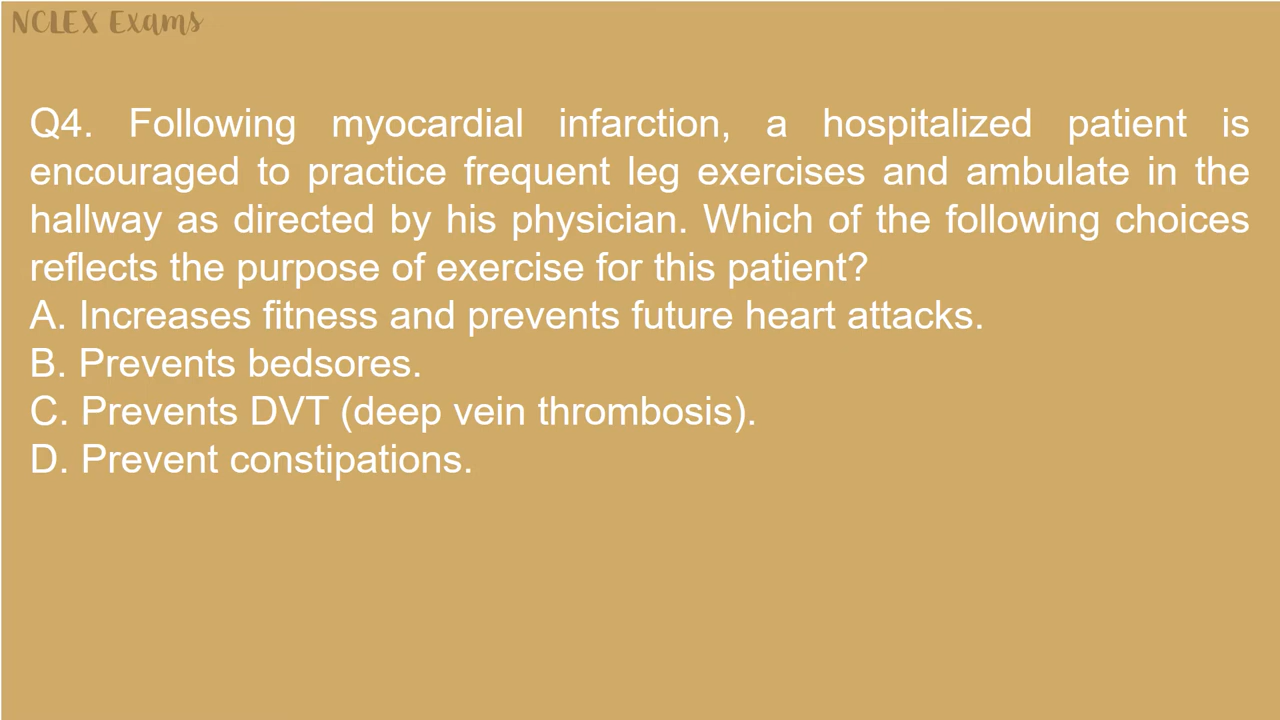 NCLEX Exams
Q4. Following myocardial infarction, a hospitalized patient is
encouraged to practice frequent leg exercises and ambulate in the
hallway as directed by his physician. Which of the following choices
reflects the purpose of exercise for this patient?
A. Increases fitness and prevents future heart attacks.
B. Prevents bedsores.
C. Prevents DVT (deep vein thrombosis).
D. Prevent constipations.